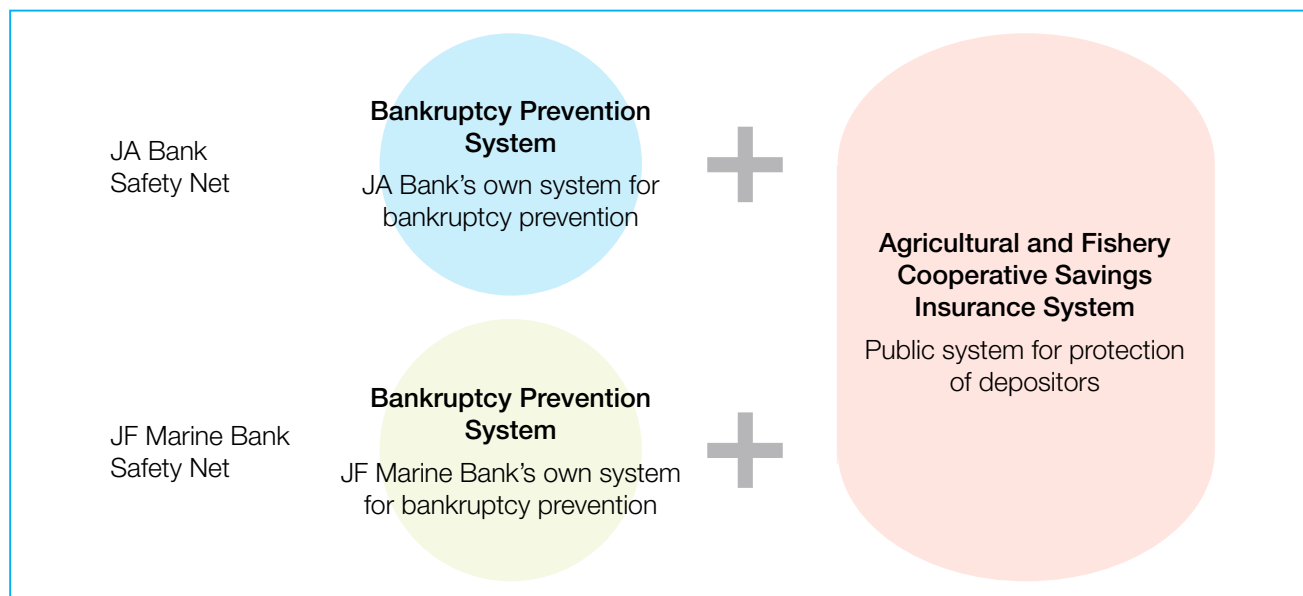 JA Bank
Safety Net
Bankruptcy Prevention
System
JA Bank’s own system for
bankruptcy prevention
JF Marine Bank
Safety Net
Bankruptcy Prevention
System
JF Marine Bank’s own system
for bankruptcy prevention
Agricultural and Fishery
Cooperative Savings
Insurance System
Public system for protection
of depositors